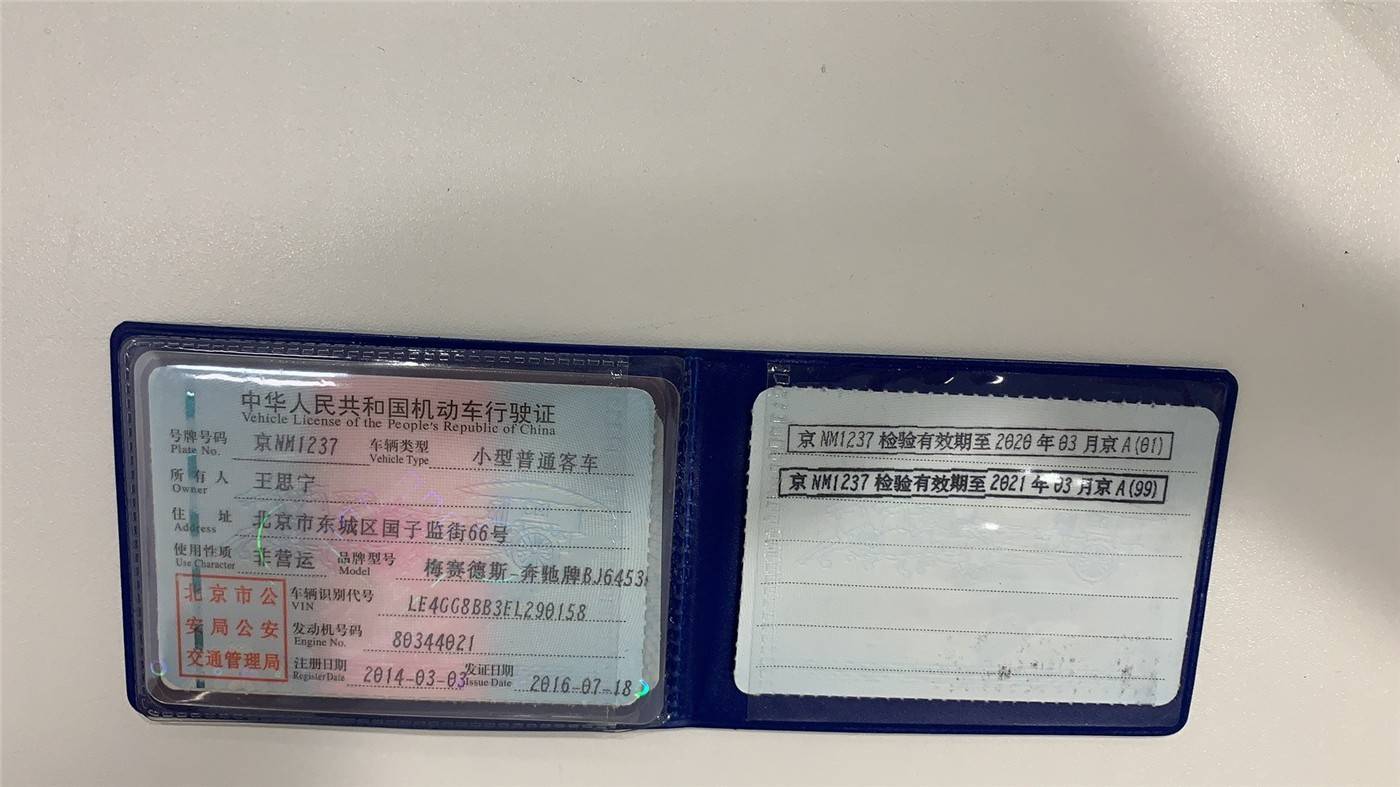 中华人民共和国机动车行驶证
Vehicle License of the People's Republic of China
号牌号码 京NM1237 车辆类型 小型普通客车
Plate No. Vehicle Type
所有人 王思宁
Owner
住址 北京市东城区国子监街66号
Address
使用性质 非营运 品牌型号 梅赛德斯-奔驰牌BJ6453
Use Character Model
北京市公
安局公安
交通管理局
车辆识别代号 LE4GG8BB3EL290158
VIN
发动机号码 80344021
Engine No.
注册日期 2014-03-03 发证日期 2016-07-18
Register Date Issue Date
京NM1237检验有效期至2020年03月京A(01)
京NM1237检验有效期至2021年03月京A(99)